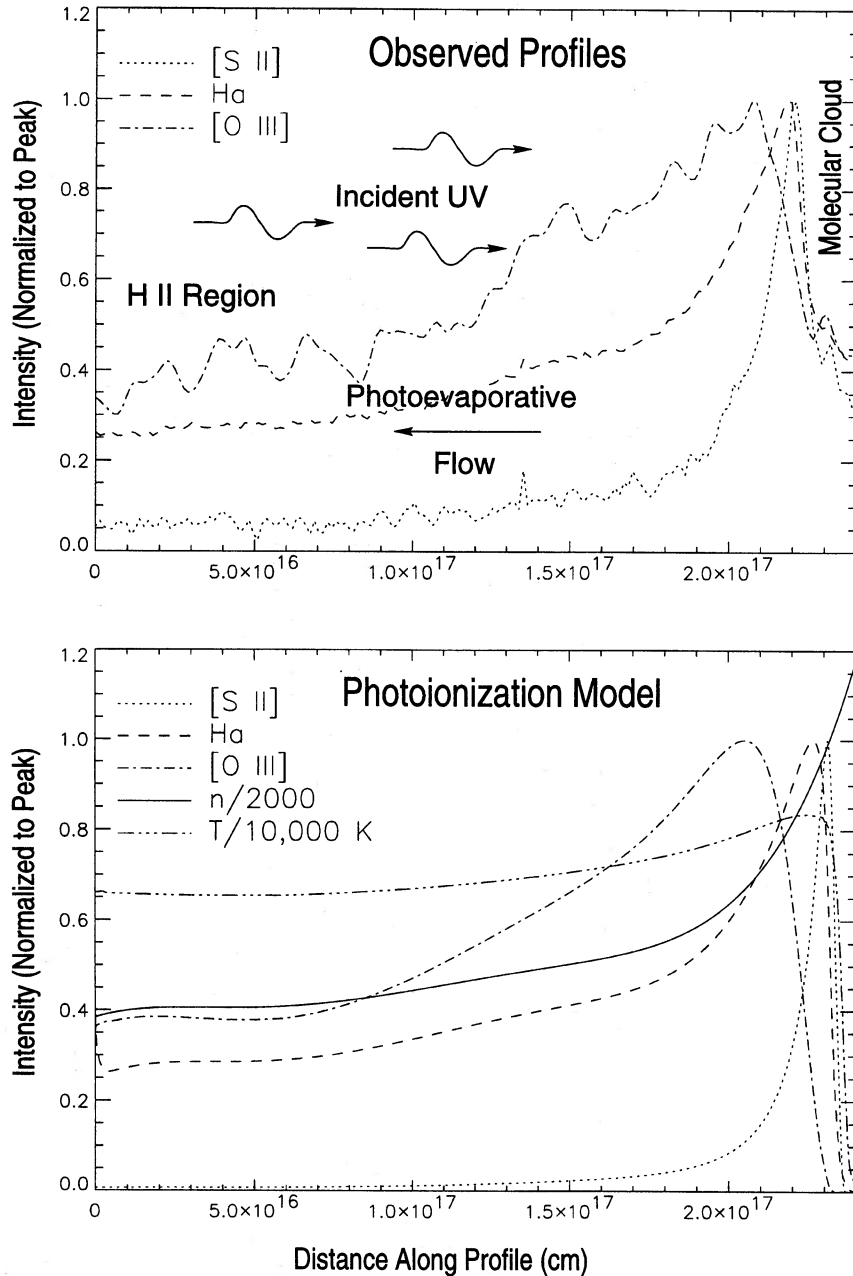 Observed Profiles
[S II]
Ha
[O III]
Incident UV
H II Region
Photoevaporative
Flow
Molecular Cloud
Intensity (Normalized to Peak)
1.2
1.0
0.8
0.6
0.4
0.2
0.0
0
5.0×10^16
1.0×10^17
1.5×10^17
2.0×10^17
Photoionization Model
[S II]
Ha
[O III]
n/2000
T/10,000 K
Intensity (Normalized to Peak)
1.2
1.0
0.8
0.6
0.4
0.2
0.0
0
5.0×10^16
1.0×10^17
1.5×10^17
2.0×10^17
Distance Along Profile (cm)